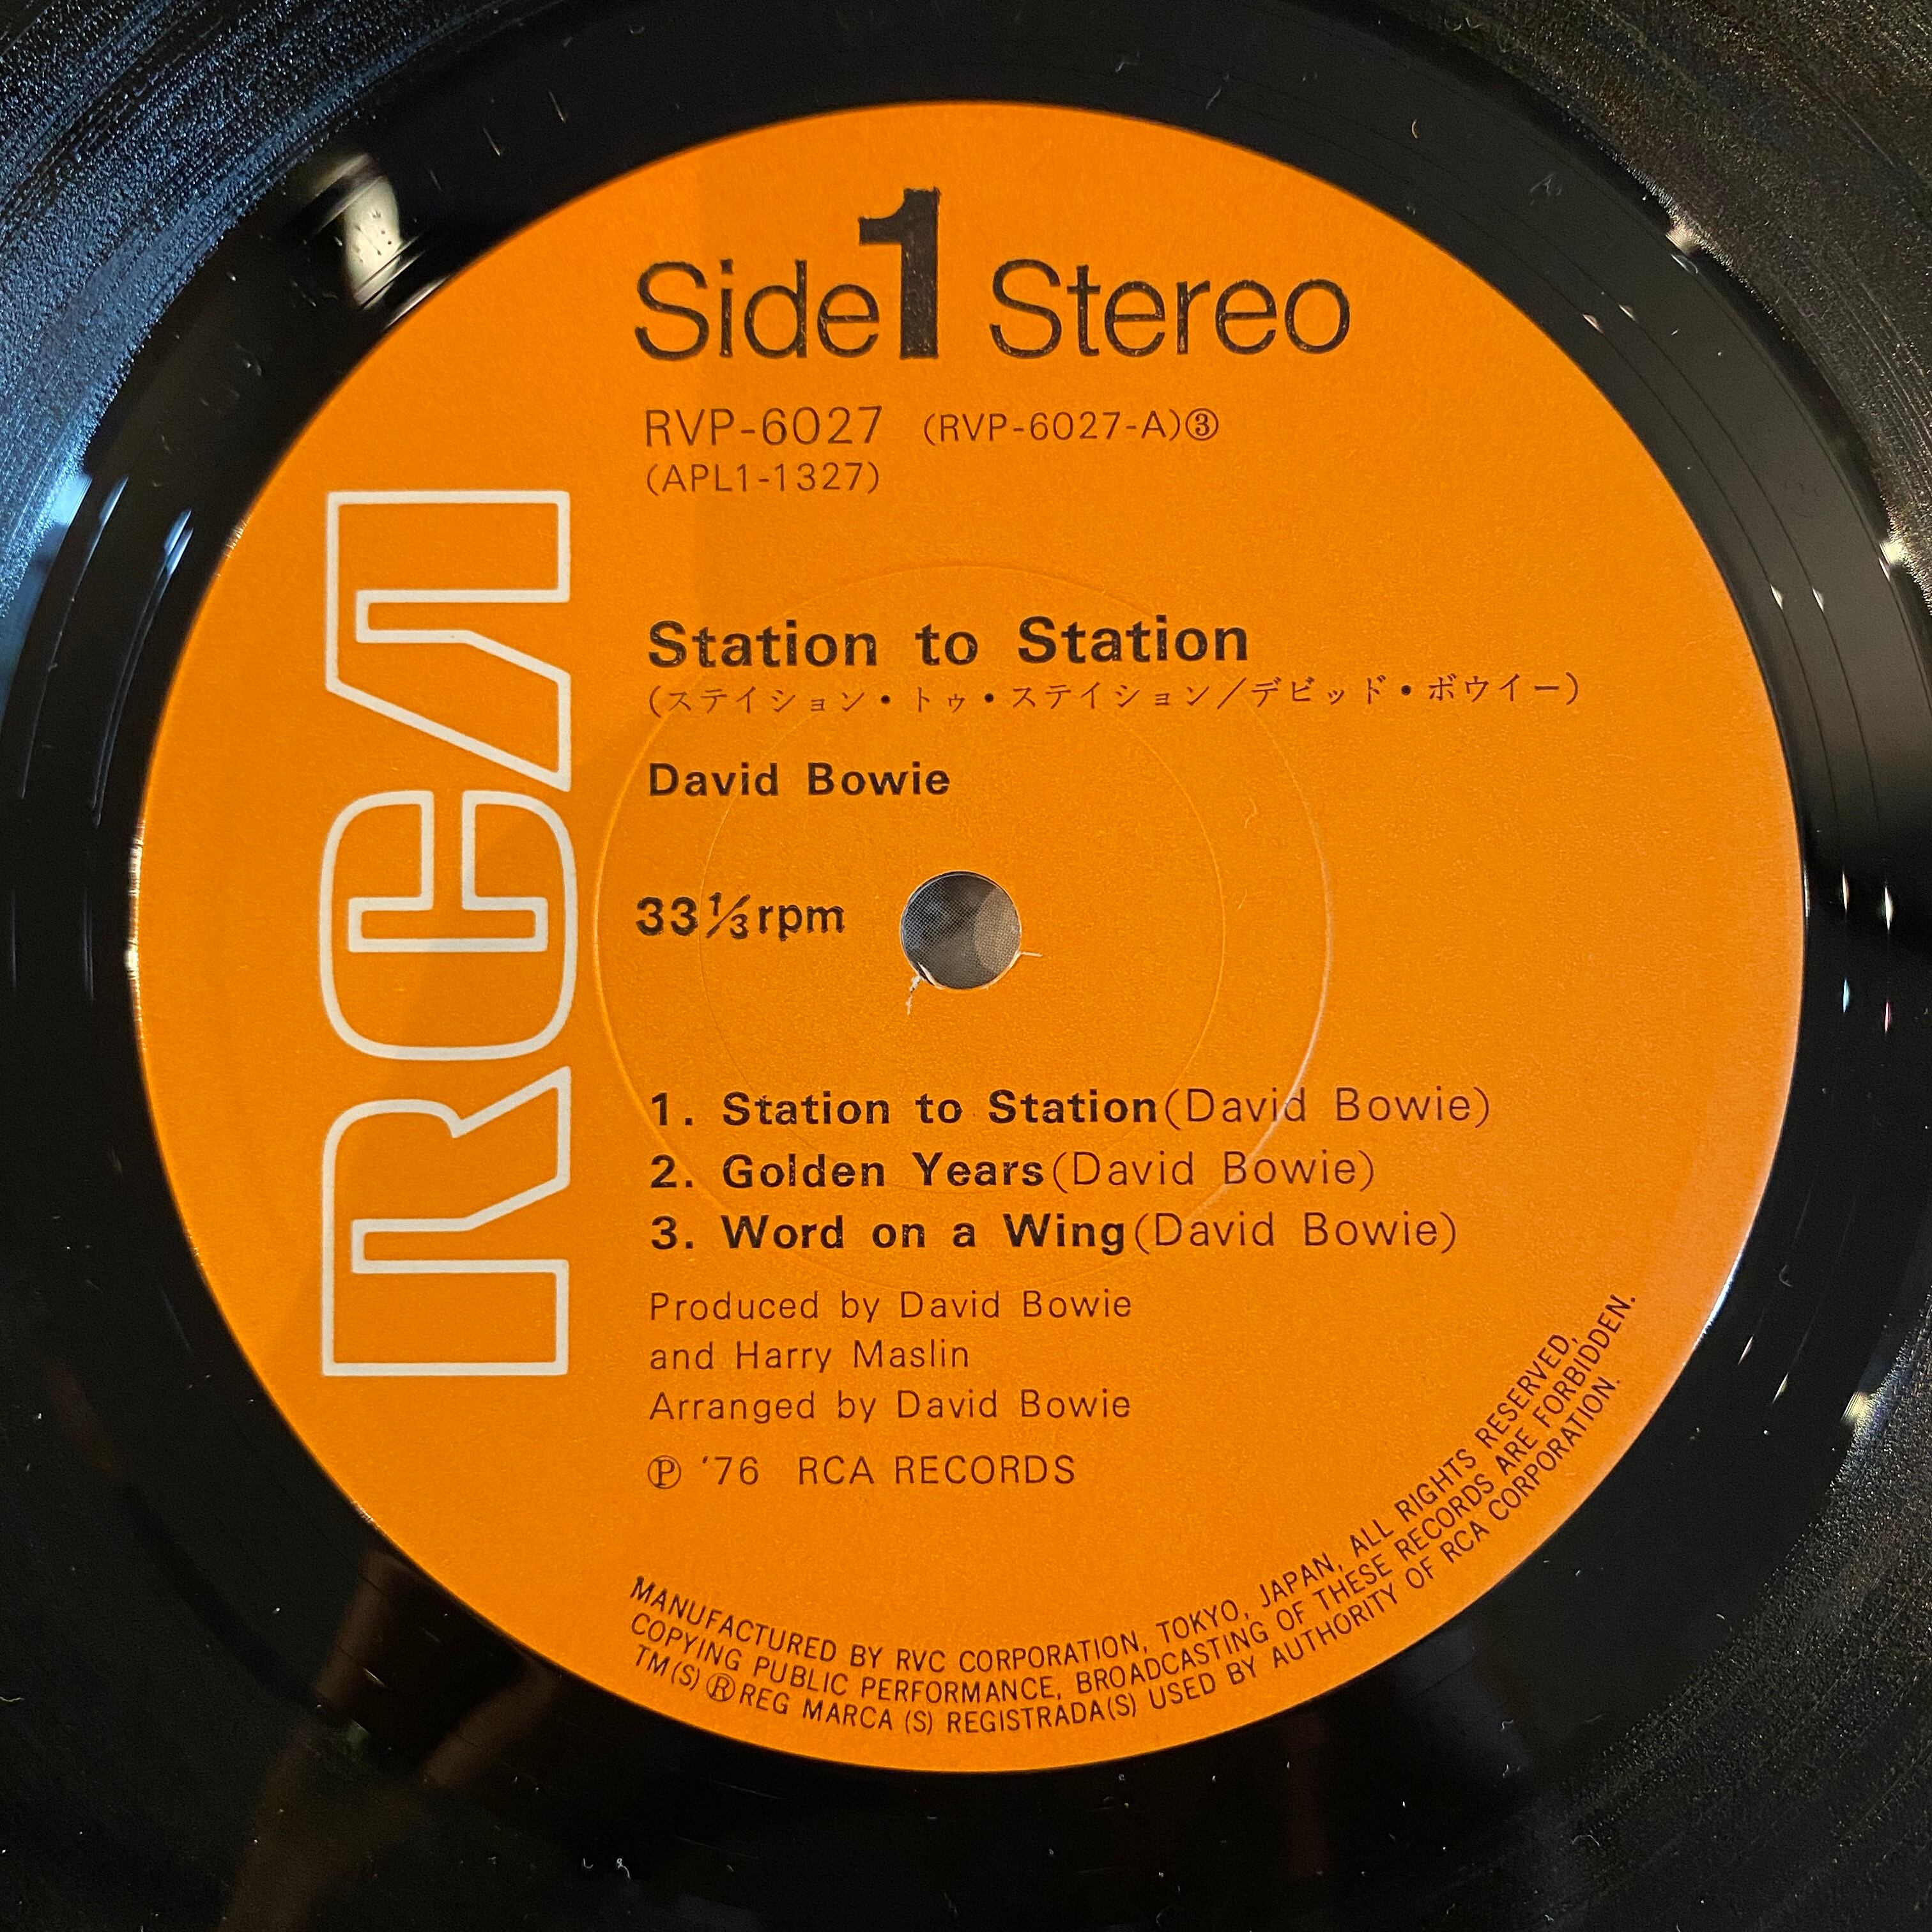 Side 1 Stereo
RVP-6027 (RVP-6027-A)③
(APL1-1327)
RCA
Station to Station
(ステイション・トゥ・ステイション/デビッド・ボウイー)
David Bowie
33⅓rpm
1. Station to Station(David Bowie)
2. Golden Years(David Bowie)
3. Word on a Wing(David Bowie)
Produced by David Bowie
and Harry Maslin
Arranged by David Bowie
Ⓟ '76 RCA RECORDS
MANUFACTURED BY RVC CORPORATION, TOKYO, JAPAN, ALL RIGHTS RESERVED,
COPYING PUBLIC PERFORMANCE, BROADCASTING OF THESE RECORDS ARE FORBIDDEN.
TM(S) ® REG MARCA (S) REGISTRADA(S) USED BY AUTHORITY OF RCA CORPORATION.